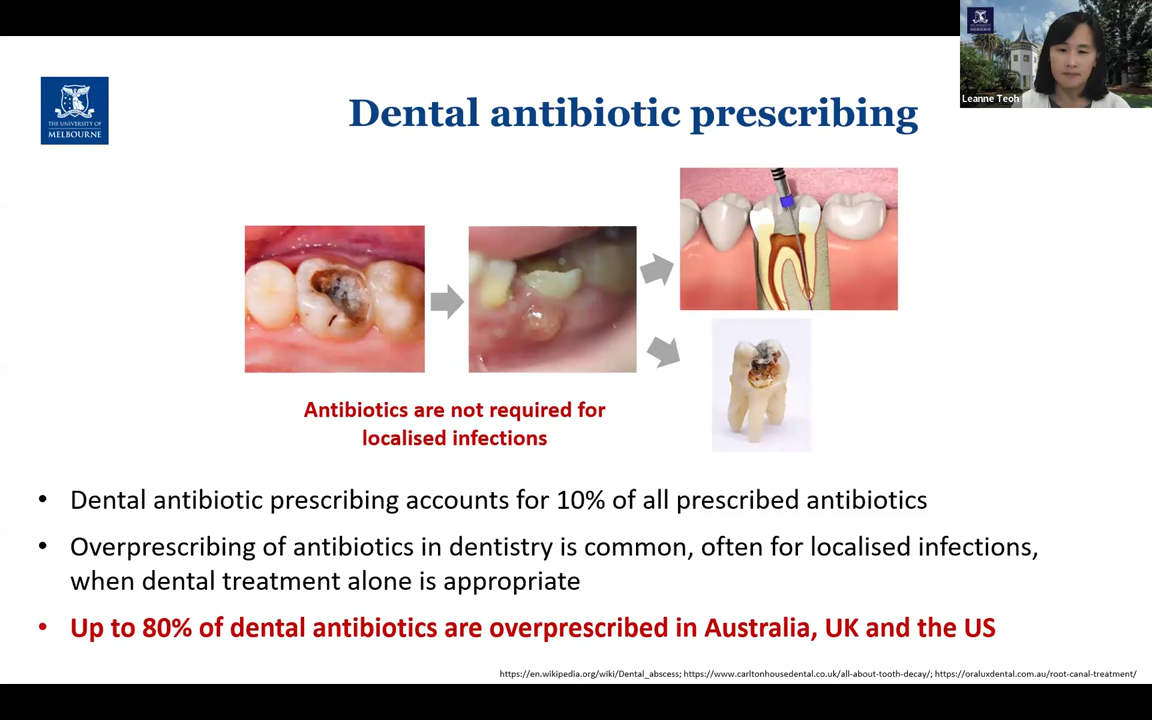 Leanne Teoh
THE UNIVERSITY OF
MELBOURNE
Dental antibiotic prescribing
Antibiotics are not required for
localised infections
• Dental antibiotic prescribing accounts for 10% of all prescribed antibiotics
• Overprescribing of antibiotics in dentistry is common, often for localised infections,
when dental treatment alone is appropriate
• Up to 80% of dental antibiotics are overprescribed in Australia, UK and the US
https://en.wikipedia.org/wiki/Dental_abscess; https://www.carltonhousedental.co.uk/all-about-tooth-decay/; https://oraluxdental.com.au/root-canal-treatment/